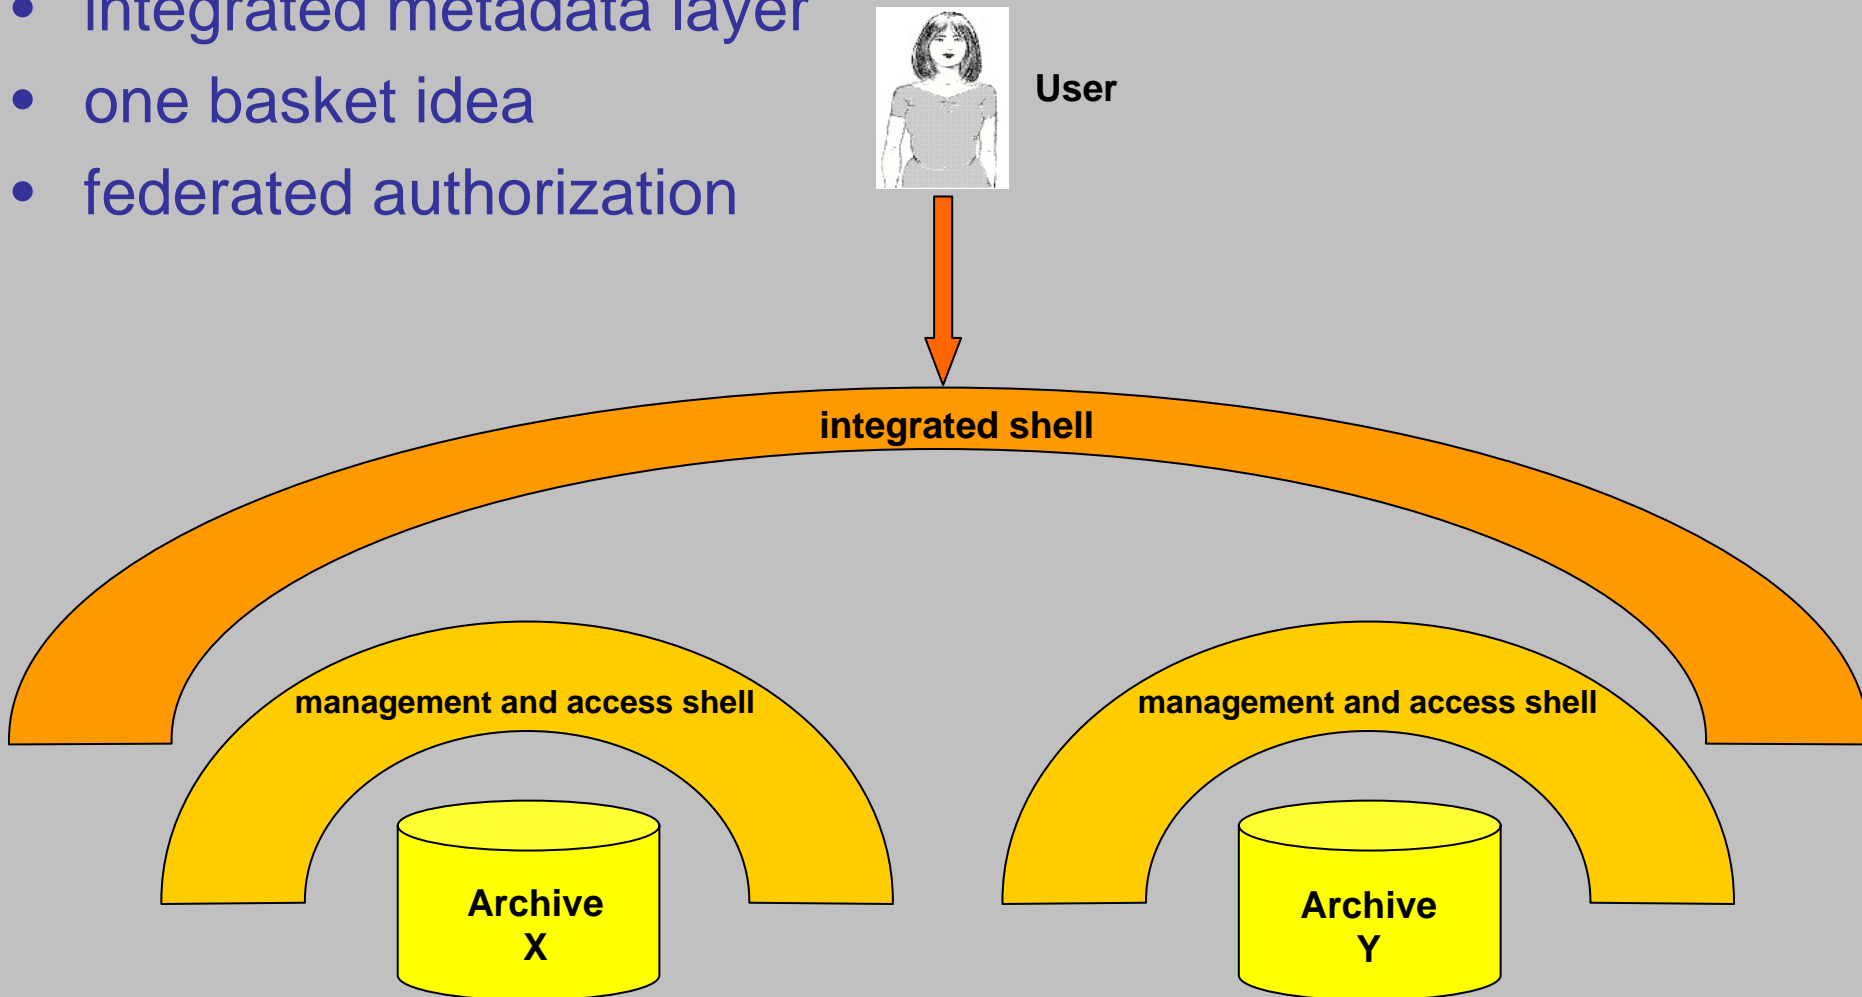 • integrated metadata layer
• one basket idea
• federated authorization
User
integrated shell
management and access shell
management and access shell
Archive
X
Archive
Y